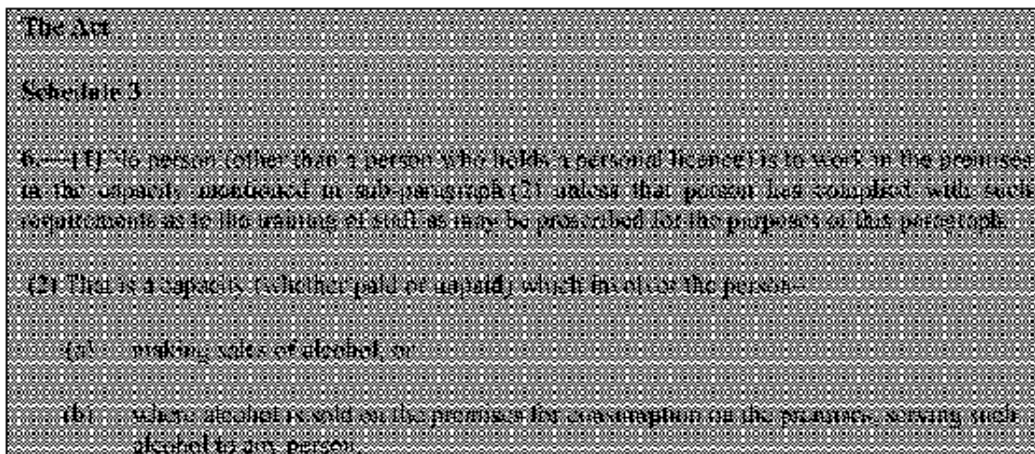 The Act
Schedule 3
6.—(1) No person (other than a person who holds a personal licence) is to work in the premises
in the capacity mentioned in sub-paragraph (2) unless that person has complied with such
requirements as to the training of staff as may be prescribed for the purposes of this paragraph.
(2) That is a capacity (whether paid or unpaid) which involves the person–
(a) making sales of alcohol, or
(b) where alcohol is sold on the premises for consumption on the premises, serving such
alcohol to any person.